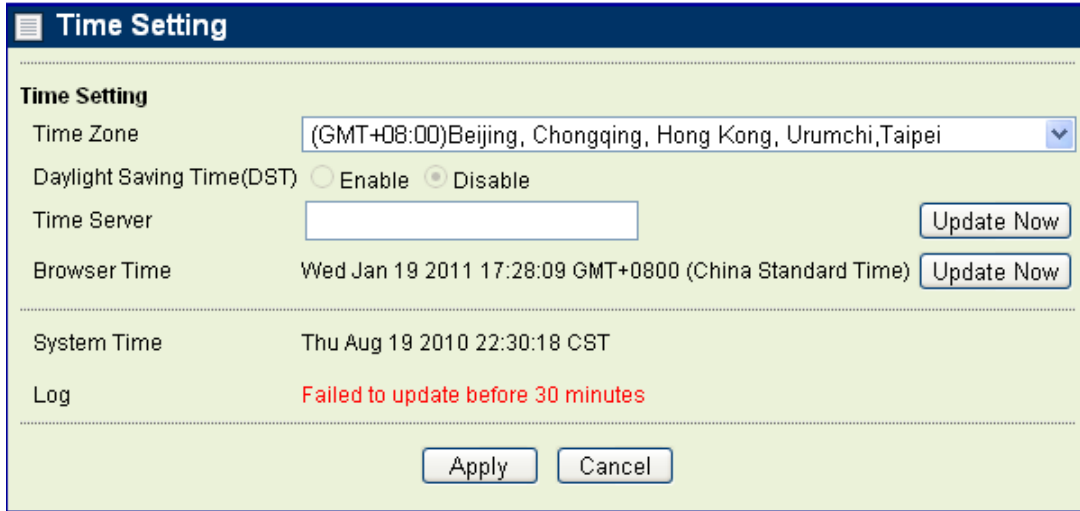 Time Setting
Time Setting
Time Zone (GMT+08:00)Beijing, Chongqing, Hong Kong, Urumchi,Taipei
Daylight Saving Time(DST) Enable Disable
Time Server Update Now
Browser Time Wed Jan 19 2011 17:28:09 GMT+0800 (China Standard Time) Update Now
System Time Thu Aug 19 2010 22:30:18 CST
Log Failed to update before 30 minutes
Apply Cancel